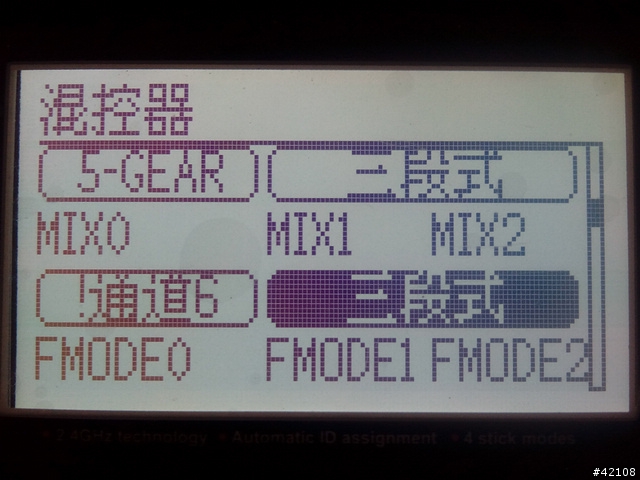 混控器
S-GEAR 三段式
MIX0 MIX1 MIX2
!通道6 三段式
FMODE0 FMODE1 FMODE2
• 2.4GHz technology • Automatic ID assignment • 4 stick modes
#42108